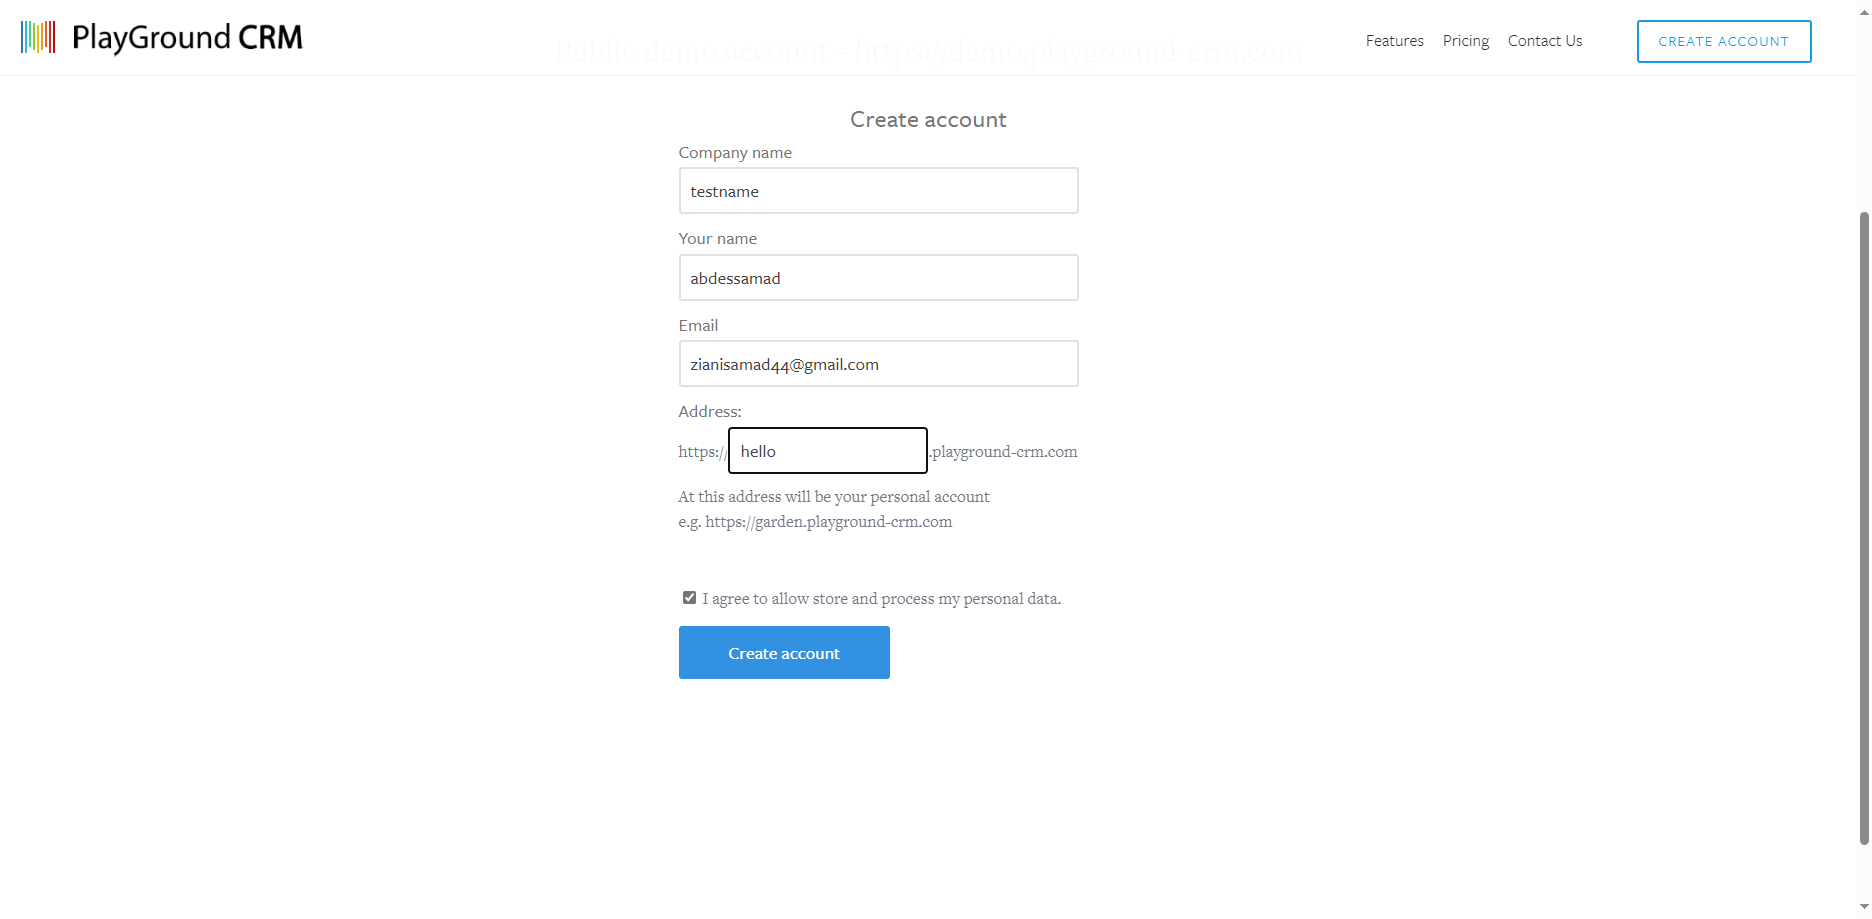 PlayGround CRM
Public demo account - https://demo.playground-crm.com
Features
Pricing
Contact Us
CREATE ACCOUNT
Create account
Company name
testname
Your name
abdessamad
Email
zianisamad44@gmail.com
Address:
https://hello.playground-crm.com
At this address will be your personal account
e.g. https://garden.playground-crm.com
I agree to allow store and process my personal data.
Create account